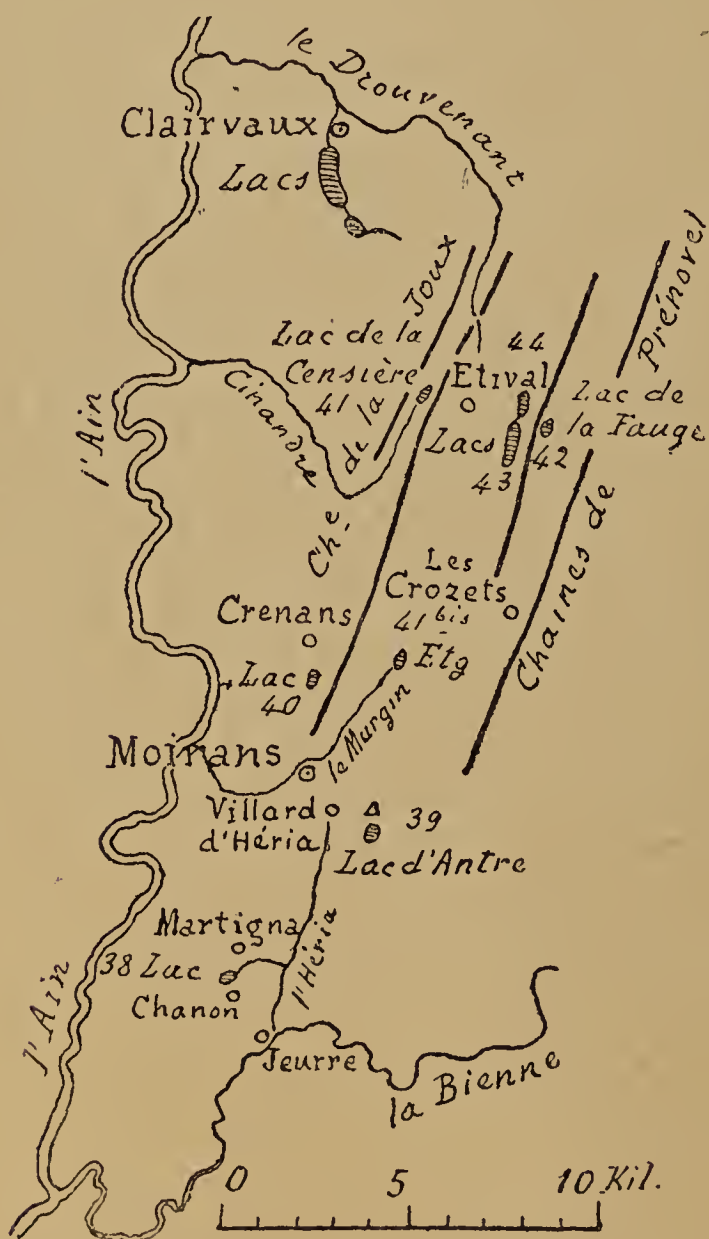 le Drouvenant
Clairvaux
Lacs
Ch.e de la Joux
Prénovel
Chaines de
Lac de la
Censière
41
44
Etival
Lacs
43
Lac de
la Fauge
42
Cinandre
l'Ain
Les
Crozets
41 bis
Etg
Crenans
Lac
40
le Murgin
Moirans
Villard
d'Héria
39
Lac d'Antre
Martigna
38 Lac
Chanon
l'Héria
l'Ain
Jeurre
la Bienne
0 5 10 Kil.